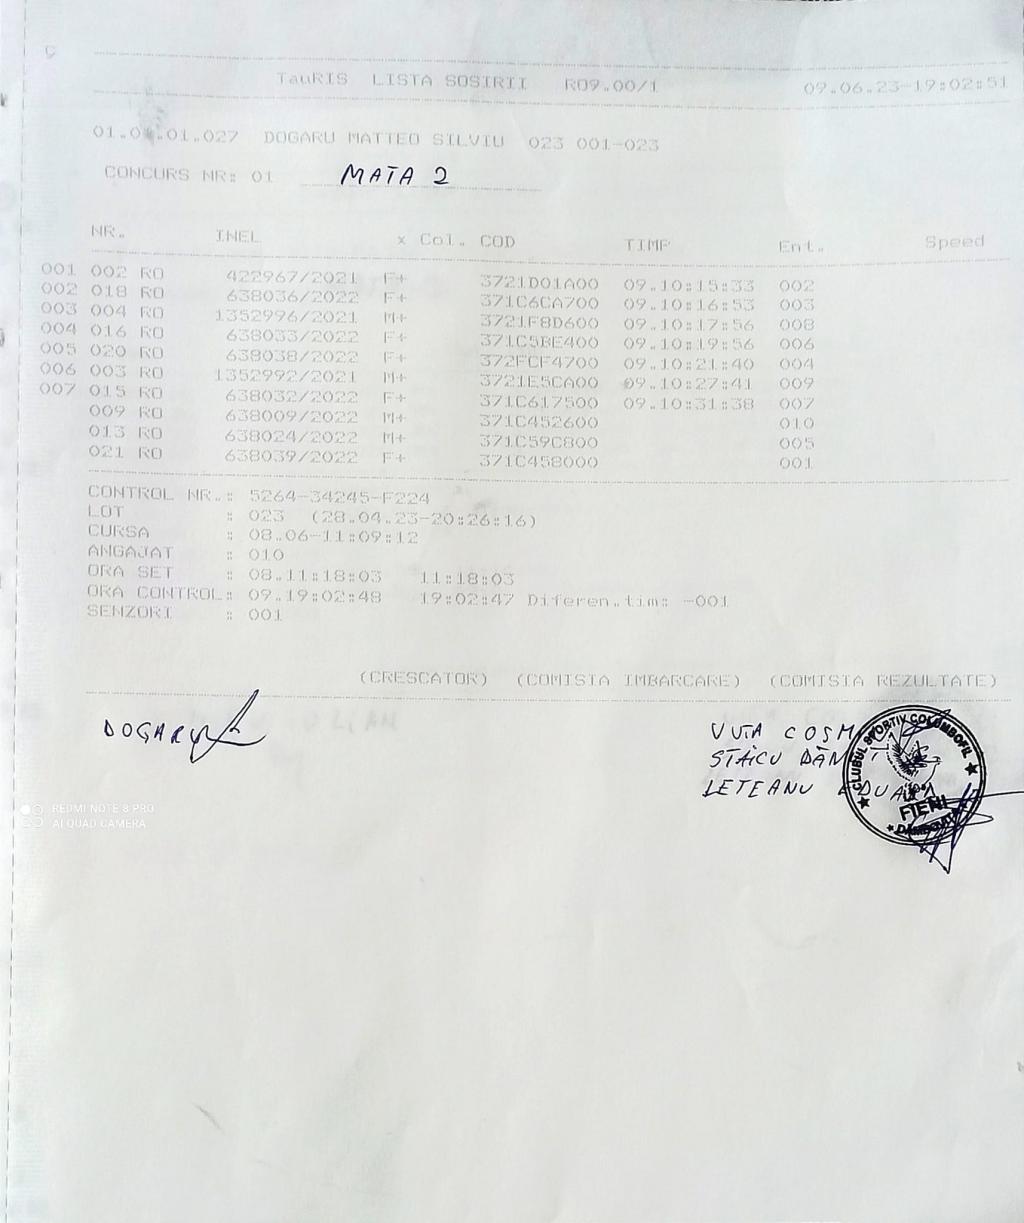 TauRIS LISTA SOSIRII R09.00/1 09.06.23-19:02:51
DOGARU MATTEO SILVIU 023 001-023
CONCURS NR: 01 MATA 2
NR. INEL x Col. COD TIMP Ent. Speed
001 002 RO 422967/2021 F+ 3721D01A00 09.10:15:33 002
002 018 RO 638036/2022 F+ 371C6CA700 09.10:16:53 003
003 004 RO 1352996/2021 M+ 3721F8D600 09.10:17:56 008
004 016 RO 638033/2022 F+ 371C5BE400 09.10:19:56 006
005 020 RO 638038/2022 F+ 372FCF4700 09.10:21:40 004
006 003 RO 1352992/2021 M+ 3721E5CA00 09.10:27:41 009
007 015 RO 638032/2022 F+ 371C617500 09.10:31:38 007
009 RO 638009/2022 M+ 371C452600 010
013 RO 638024/2022 M+ 371C59C800 005
021 RO 638039/2022 F+ 371C458000 001
CONTROL NR.: 5264-34245-F224
LOT : 023 (28.04.23-20:26:16)
CURSA : 08.06-11:09:12
ANGAJAT : 010
ORA SET : 08.11:18:03 11:18:03
ORA CONTROL: 09.19:02:48 19:02:47 Diferen.tim: -001
SENZORI : 001
(CRESCATOR) (COMISIA IMBARCARE) (COMISIA REZULTATE)
DOGARU
VUTA COSM
STAICU DAN
LETEANU
CLUBUL SPORTIV COLUMBOFIL
FIENI
REDMI NOTE 8 PRO
AI QUAD CAMERA